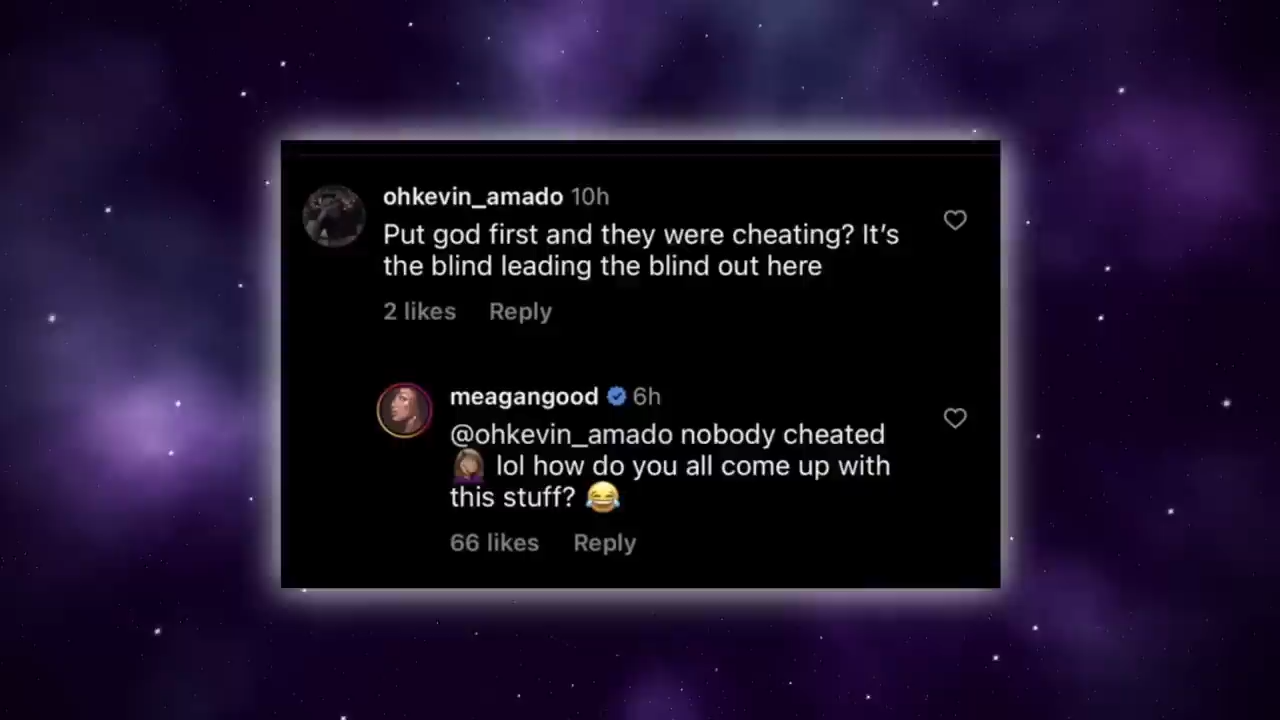 ohkevin_amado 10h
Put god first and they were cheating? It's
the blind leading the blind out here
2 likes Reply
meagangood 6h
@ohkevin_amado nobody cheated
🤦🏽‍♀️ lol how do you all come up with
this stuff? 😂
66 likes Reply